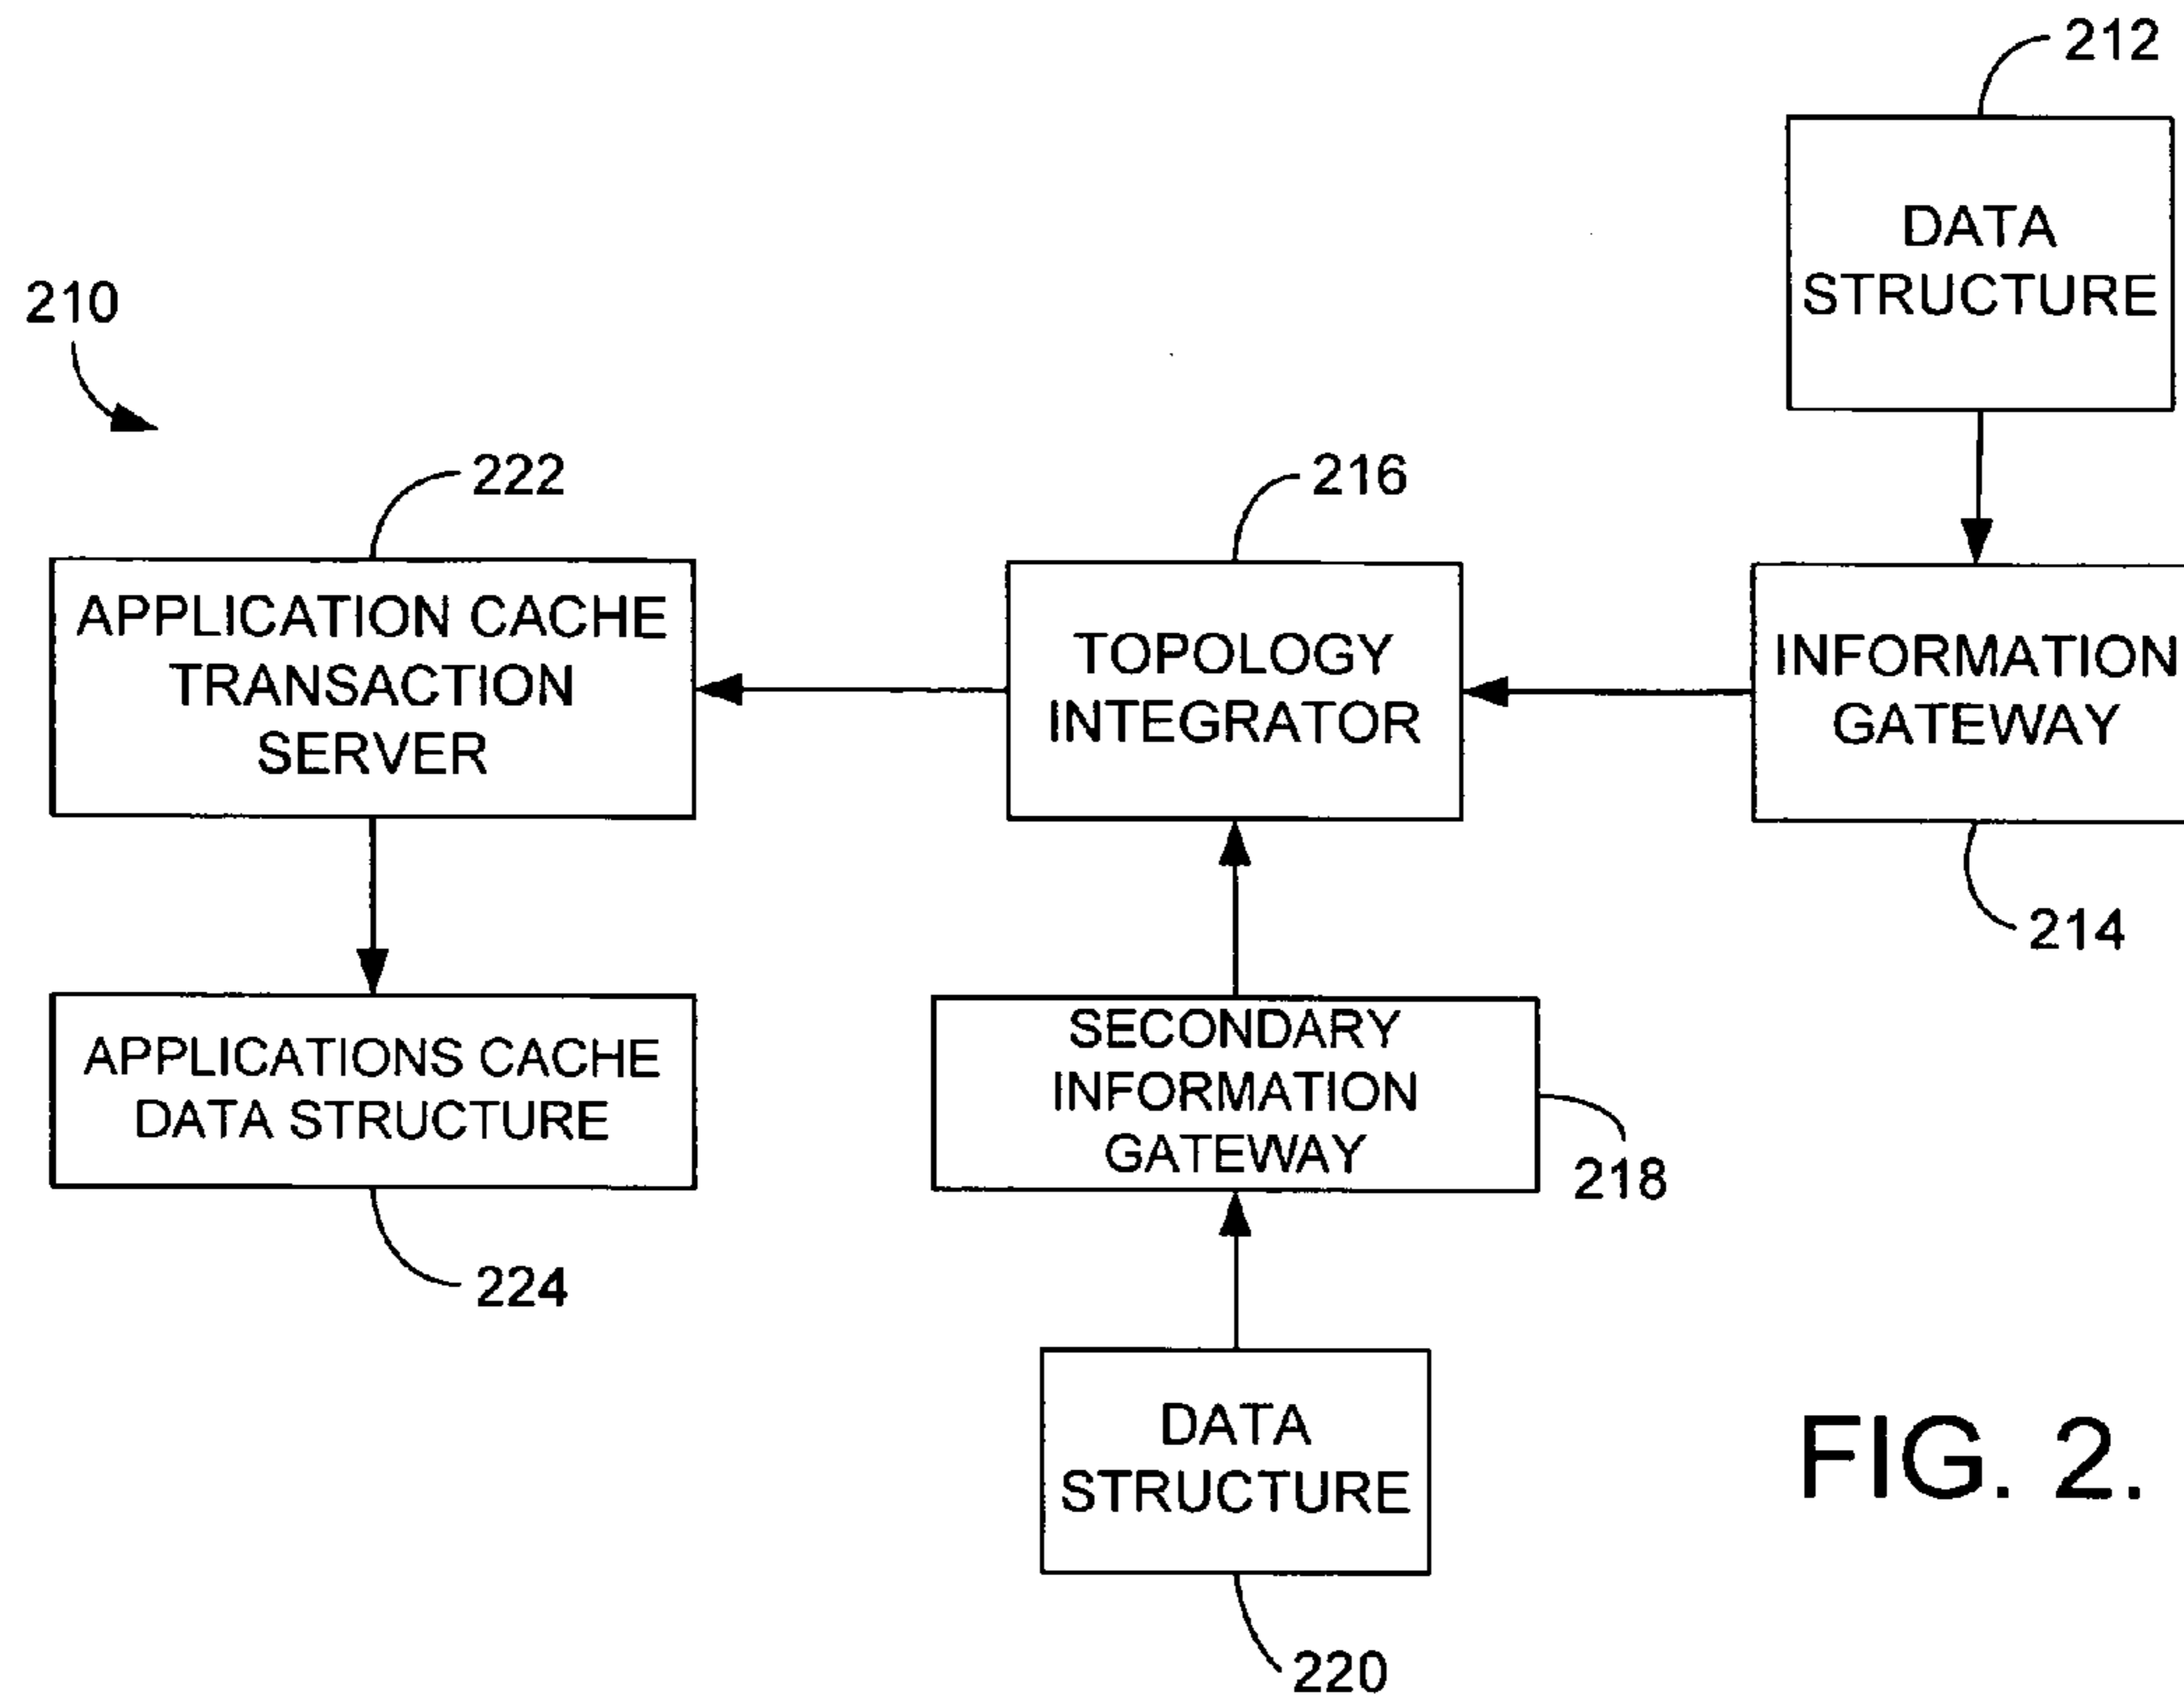 212
DATA
STRUCTURE
210
222
216
APPLICATION CACHE
TRANSACTION
SERVER
TOPOLOGY
INTEGRATOR
INFORMATION
GATEWAY
214
APPLICATIONS CACHE
DATA STRUCTURE
SECONDARY
INFORMATION
GATEWAY
218
224
DATA
STRUCTURE
220
FIG. 2.